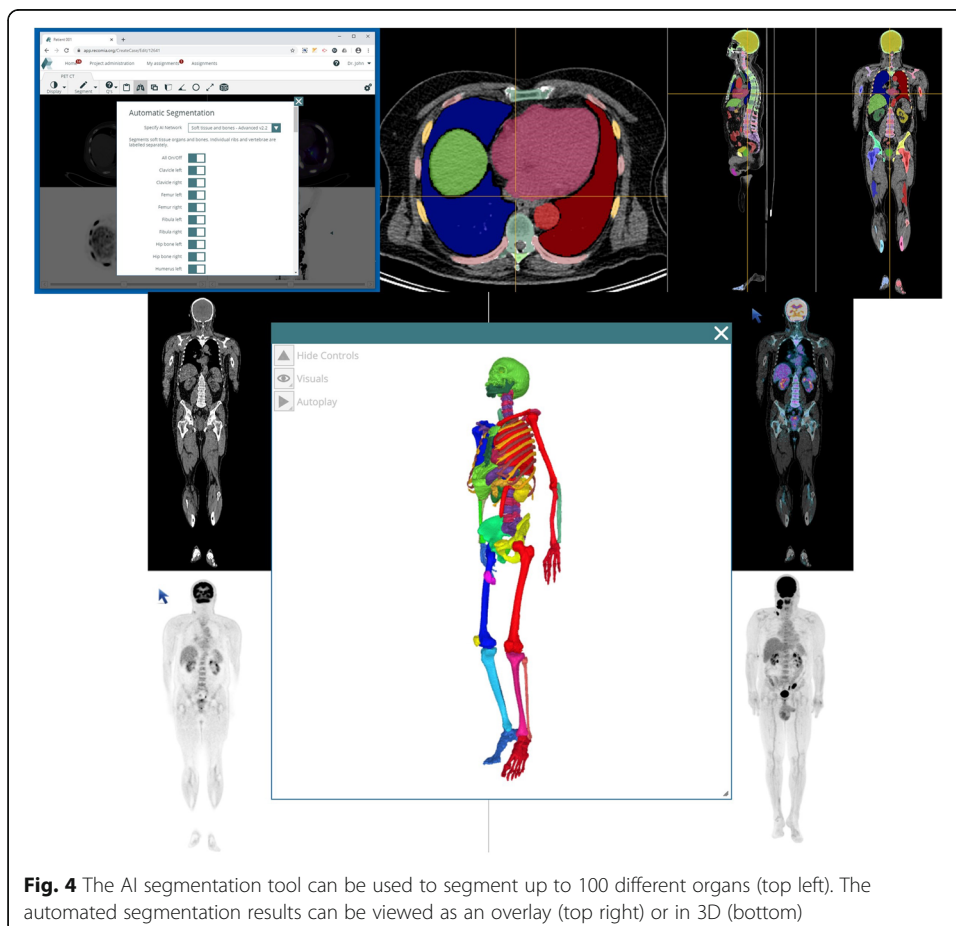 Patient001
app.recomia.org/CreateCase/Edit/12041
Home
Project administration
My assignments
Assignments
Dr. John
PET-CT
Display
Segment
Automatic Segmentation
Specify AI Network
Soft tissue and bones - Advanced v2.2
Segments soft tissue organs and bones, individual ribs and vertebrae are
labelled separately.
All On/Off
Clavicle left
Clavicle right
Femur left
Femur right
Fibula left
Fibula right
Hip bone left
Hip bone right
Humerus left
Hide Controls
Visuals
Autoplay
Fig. 4 The AI segmentation tool can be used to segment up to 100 different organs (top left). The
automated segmentation results can be viewed as an overlay (top right) or in 3D (bottom)